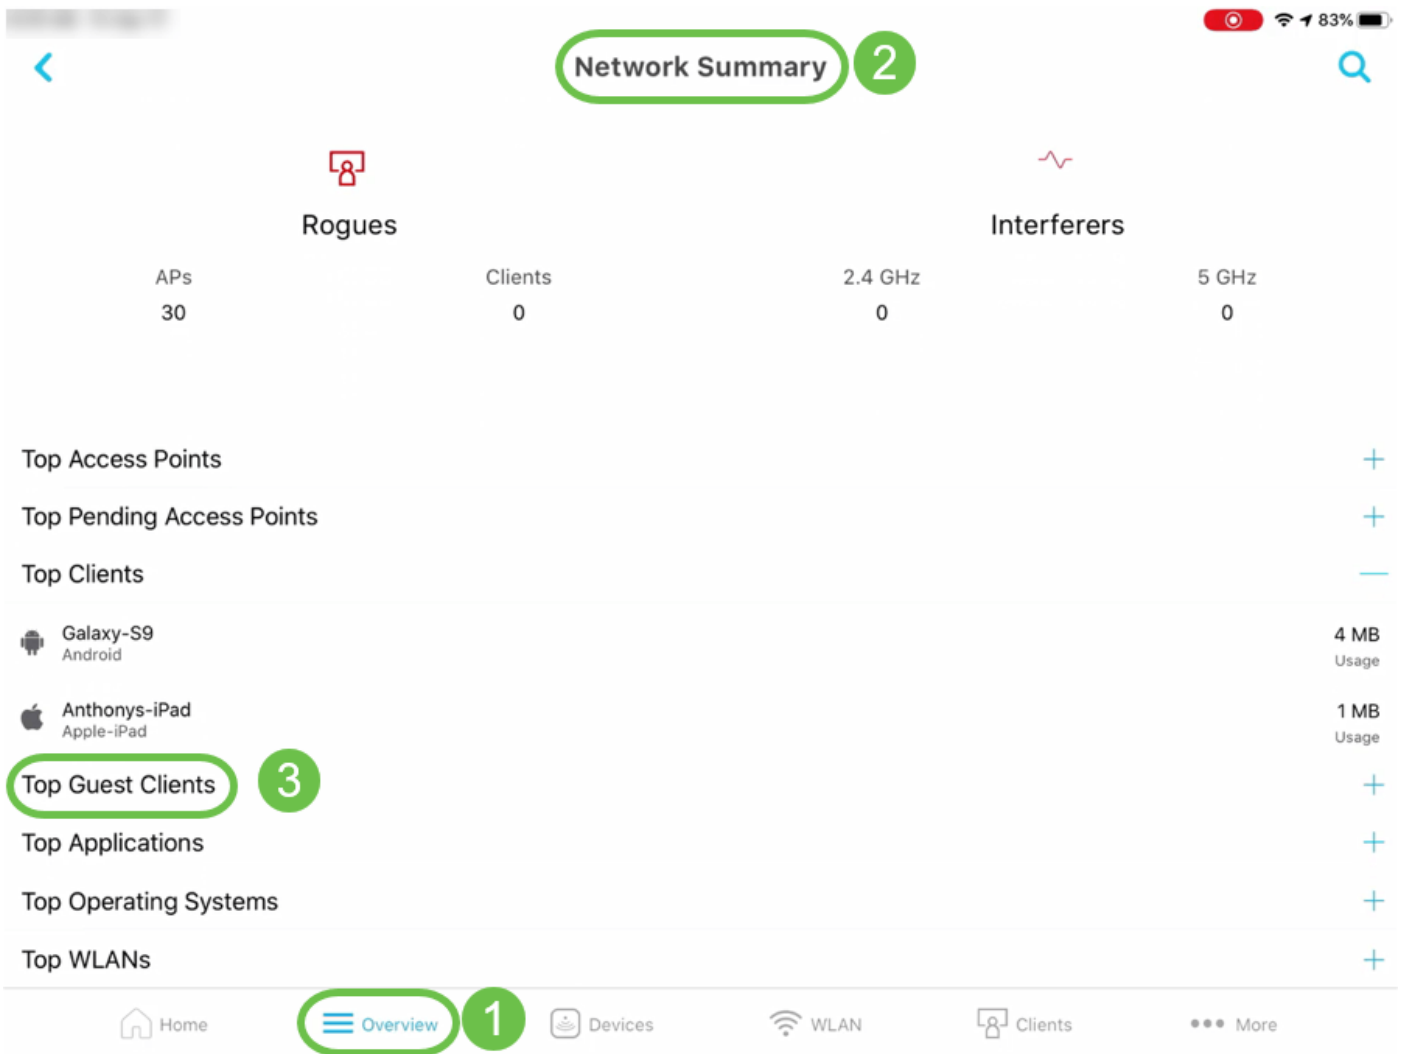 83%
Network Summary 2
Rogues Interferers
APs Clients 2.4 GHz 5 GHz
30 0 0 0
Top Access Points
Top Pending Access Points
Top Clients
Galaxy-S9 4 MB
Android Usage
Anthonys-iPad 1 MB
Apple-iPad Usage
Top Guest Clients 3
Top Applications
Top Operating Systems
Top WLANs
Home Overview 1 Devices WLAN Clients More